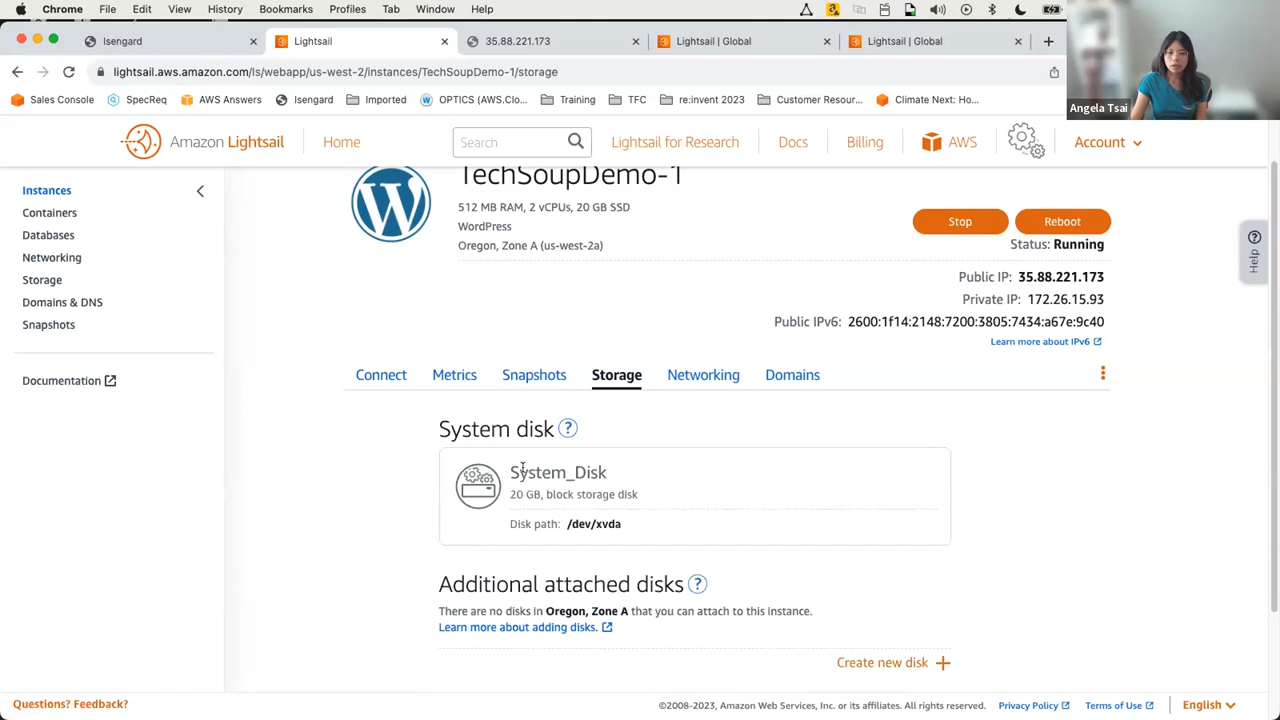 Chrome File Edit View History Bookmarks Profiles Tab Window Help
Isengard
Lightsail
35.88.221.173
Lightsail | Global
Lightsail | Global
lightsail.aws.amazon.com/ls/webapp/us-west-2/instances/TechSoupDemo-1/storage
Angela Tsai
Sales Console
SpecReq
AWS Answers
Isengard
Imported
OPTICS (AWS.Clo...
Training
TFC
re:invent 2023
Customer Resour...
Climate Next: Ho...
Amazon Lightsail
Home
Search
Lightsail for Research
Docs
Billing
AWS
Account
Instances
Containers
Databases
Networking
Storage
Domains & DNS
Snapshots
Documentation
TechSoupDemo-1
512 MB RAM, 2 vCPUs, 20 GB SSD
WordPress
Oregon, Zone A (us-west-2a)
Stop
Reboot
Status: Running
Public IP: 35.88.221.173
Private IP: 172.26.15.93
Public IPv6: 2600:1f14:2148:7200:3805:7434:a67e:9c40
Learn more about IPv6
Help
Connect
Metrics
Snapshots
Storage
Networking
Domains
System disk ?
System_Disk
20 GB, block storage disk
Disk path: /dev/xvda
Additional attached disks ?
There are no disks in Oregon, Zone A that you can attach to this instance.
Learn more about adding disks.
Create new disk +
Questions? Feedback?
©2008-2023, Amazon Web Services, Inc. or its affiliates. All rights reserved.
Privacy Policy
Terms of Use
English